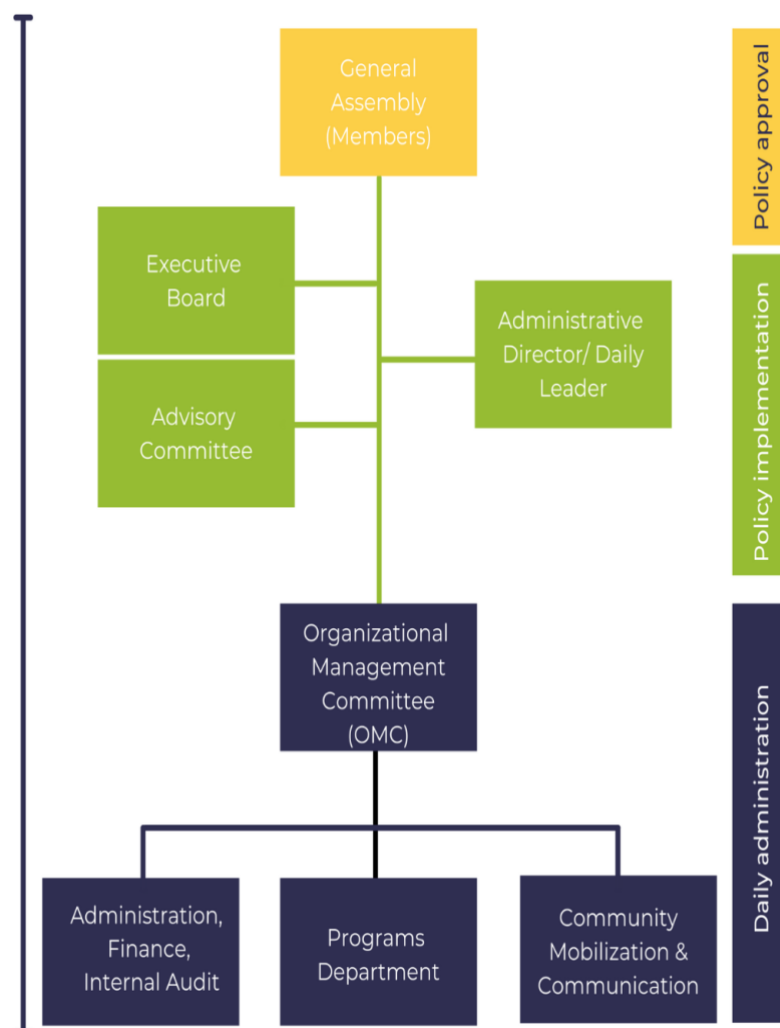 General
Assembly
(Members)
Policy approval
Executive
Board
Administrative
Director/ Daily
Leader
Advisory
Committee
Policy implementation
Organizational
Management
Committee
(OMC)
Daily administration
Administration,
Finance,
Internal Audit
Programs
Department
Community
Mobilization &
Communication